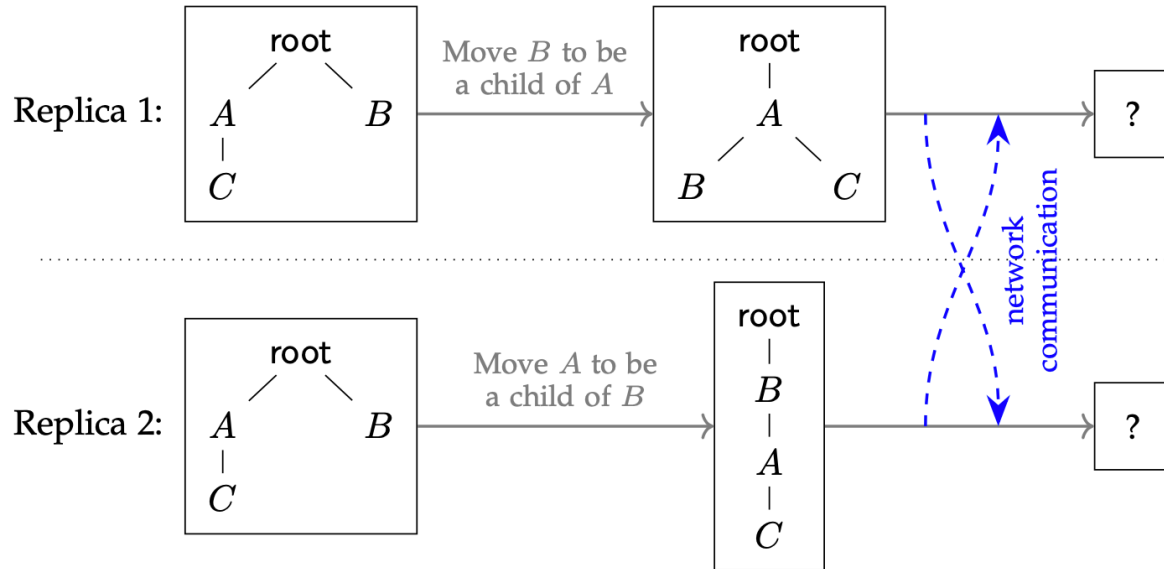 root
A
B
C
Replica 1:
Move B to be
a child of A
root
A
B
C
?
network
communication
root
A
B
C
Replica 2:
Move A to be
a child of B
root
B
A
C
?